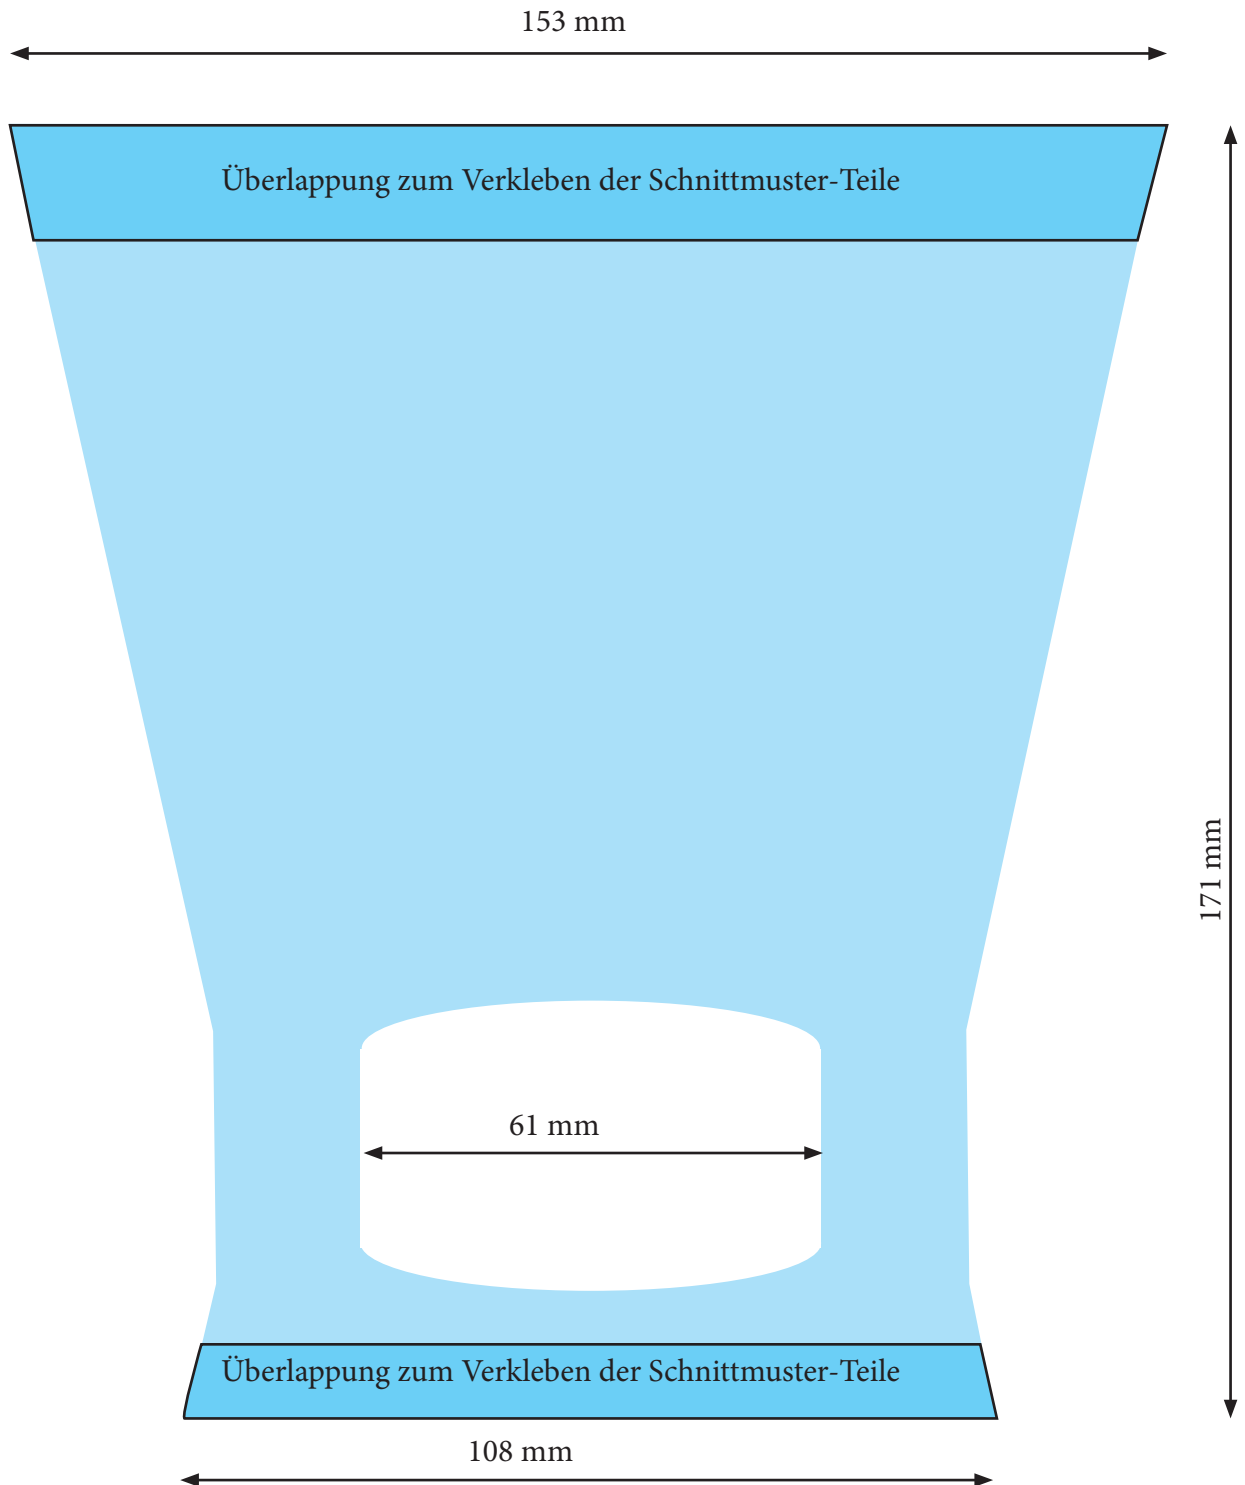 153 mm
Überlappung zum Verkleben der Schnittmuster-Teile
171 mm
61 mm
Überlappung zum Verkleben der Schnittmuster-Teile
108 mm